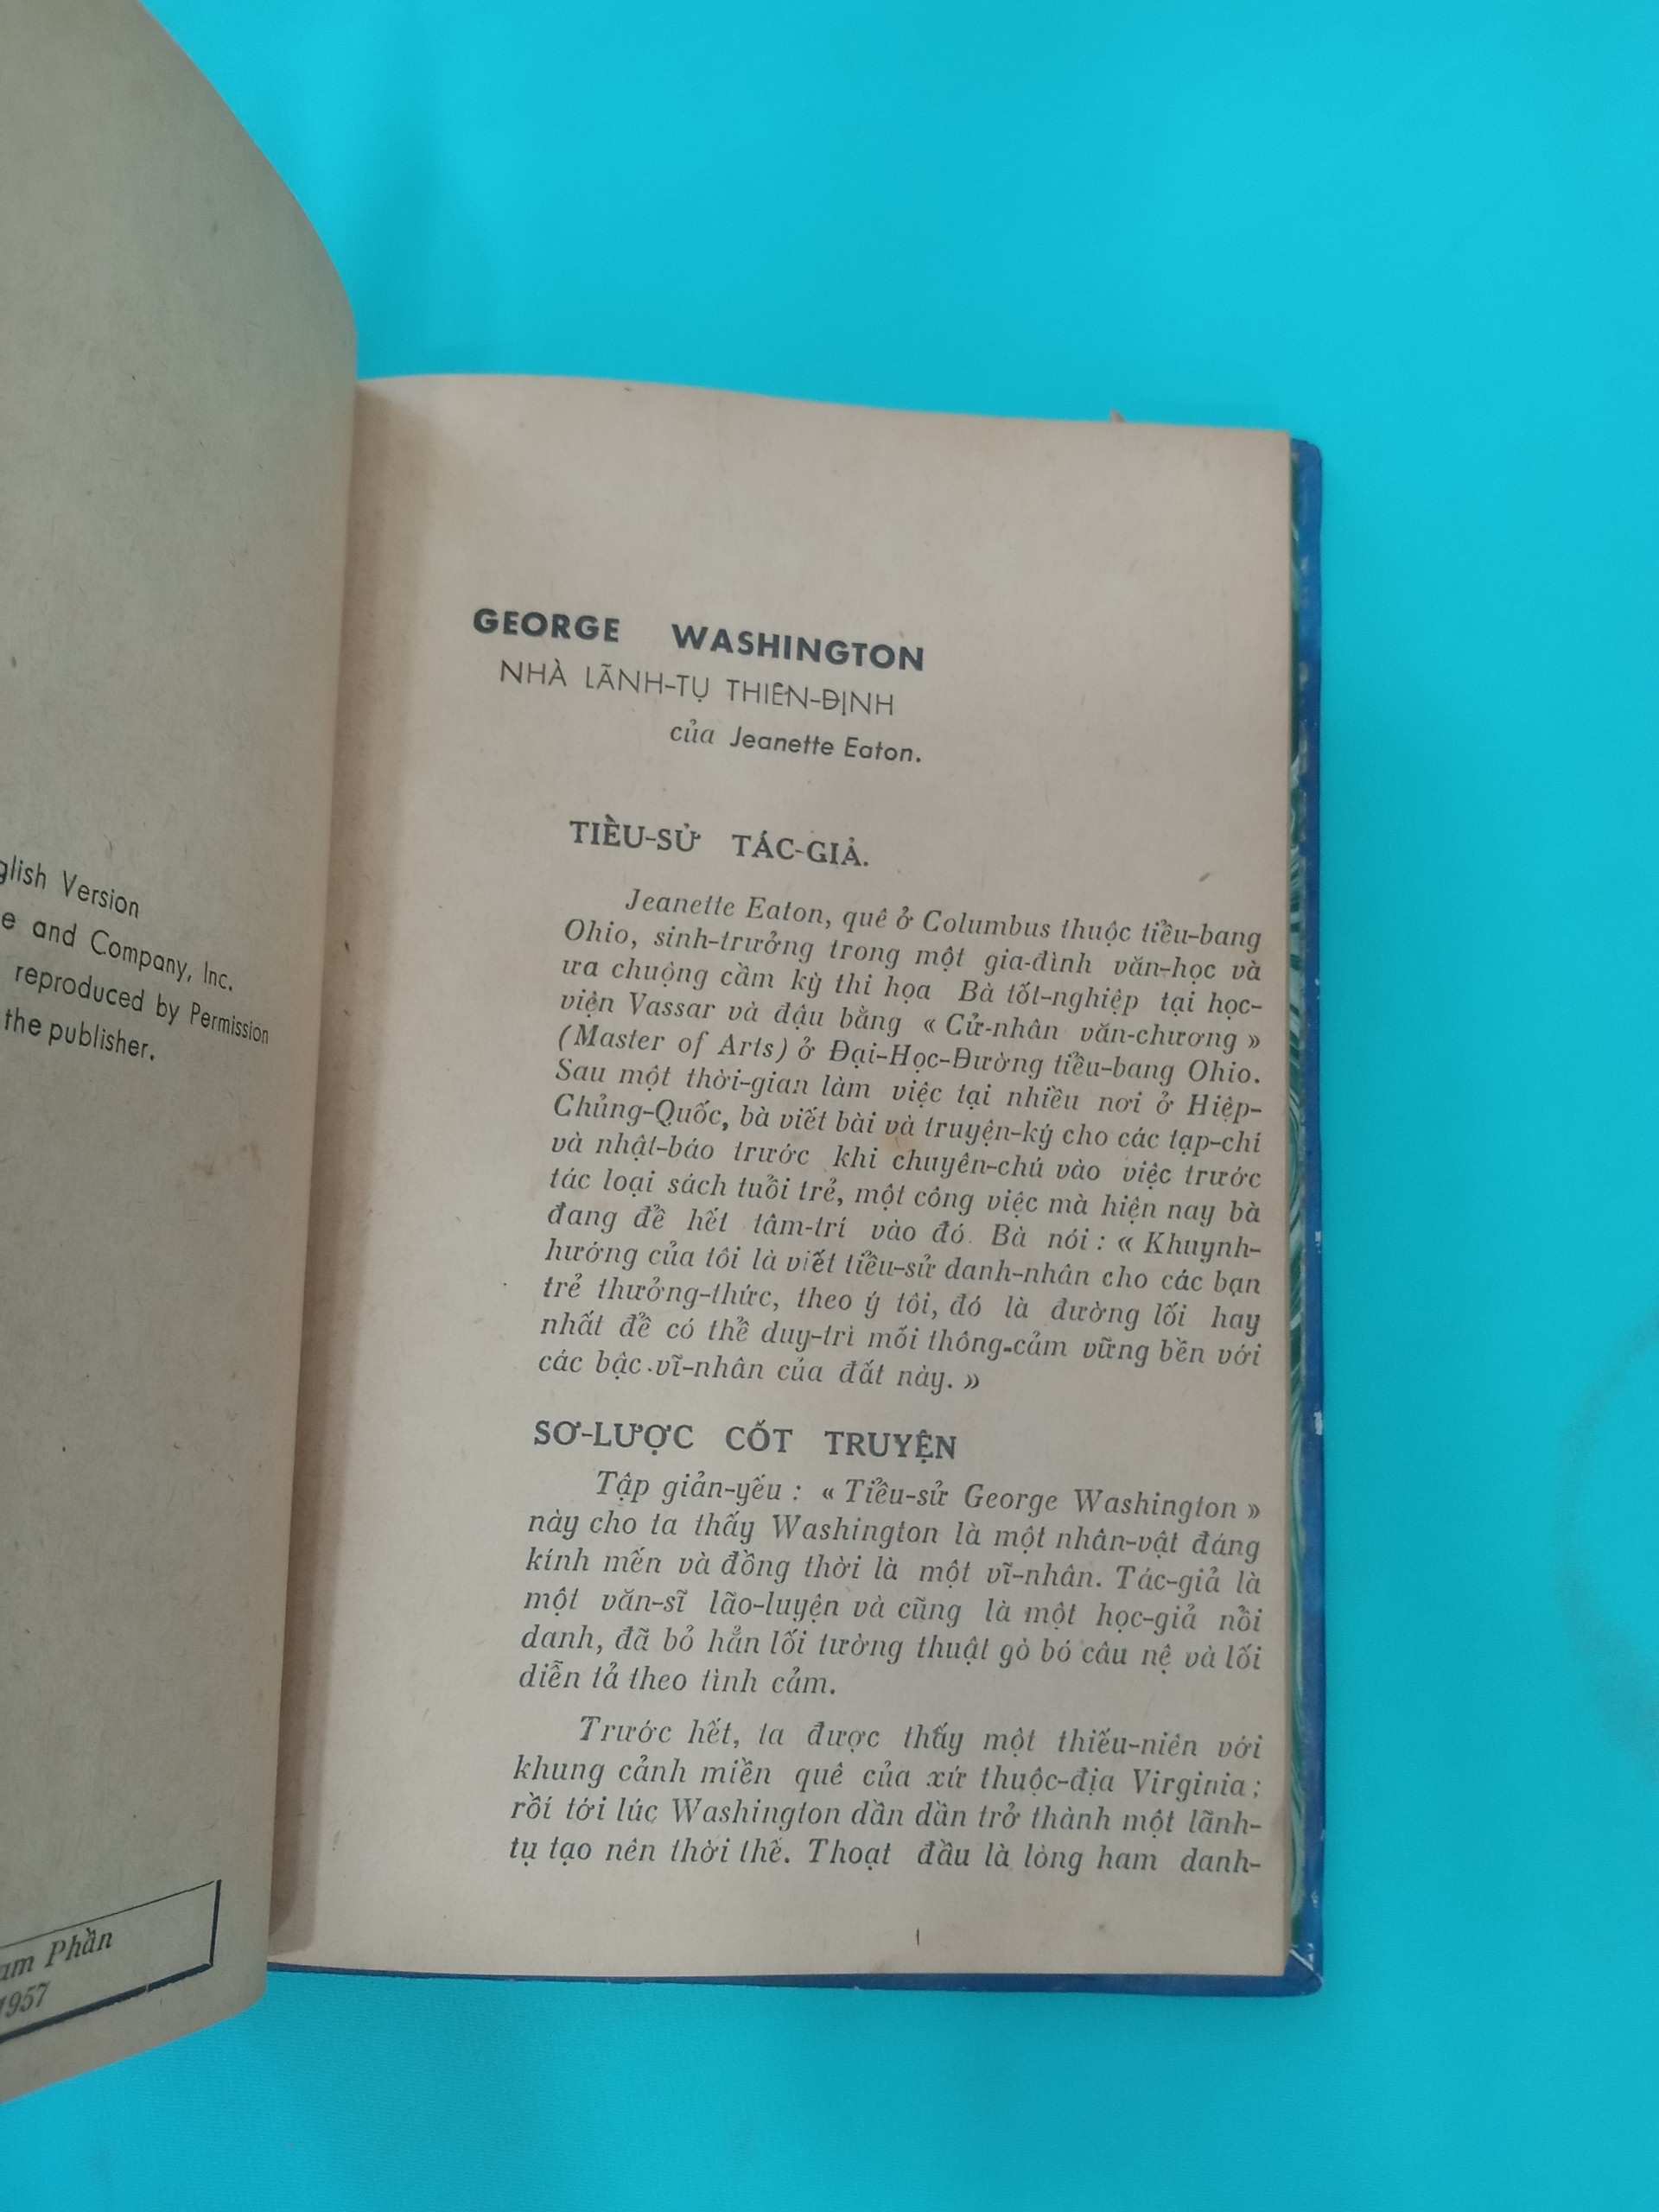 English Version
and Company, Inc.
reproduced by Permission
the publisher.
Phần
1957
GEORGE WASHINGTON
NHÀ LÃNH-TỤ THIÊN-ĐỊNH
của Jeanette Eaton.
TIỂU-SỬ TÁC-GIẢ.
Jeanette Eaton, quê ở Columbus thuộc tiểu-bang
Ohio, sinh-trưởng trong một gia-đình văn-học và
ưa chuộng cầm kỳ thi họa Bà tốt-nghiệp tại học-
viện Vassar và đậu bằng « Cử-nhân văn-chương »
(Master of Arts) ở Đại-Học-Đường tiểu-bang Ohio.
Sau một thời-gian làm việc tại nhiều nơi ở Hiệp-
Chủng-Quốc, bà viết bài và truyện-ký cho các tạp-chí
và nhật-báo trước khi chuyên-chú vào việc trước
tác loại sách tuổi trẻ, một công việc mà hiện nay bà
đang để hết tâm-trí vào đó. Bà nói : « Khuynh-
hướng của tôi là viết tiểu-sử danh-nhân cho các bạn
trẻ thưởng-thức, theo ý tôi, đó là đường lối hay
nhất để có thể duy-trì mối thông-cảm vững bền với
các bậc vĩ-nhân của đất này. »
SƠ-LƯỢC CỐT TRUYỆN
Tập giản-yếu : « Tiểu-sử George Washington »
này cho ta thấy Washington là một nhân-vật đáng
kính mến và đồng thời là một vĩ-nhân. Tác-giả là
một văn-sĩ lão-luyện và cũng là một học-giả nổi
danh, đã bỏ hẳn lối tường thuật gò bó câu nệ và lối
diễn tả theo tình cảm.
Trước hết, ta được thấy một thiếu-niên với
khung cảnh miền quê của xứ thuộc-địa Virginia ;
rồi tới lúc Washington dần dần trở thành một lãnh-
tụ tạo nên thời thế. Thoạt đầu là lòng ham danh-
1